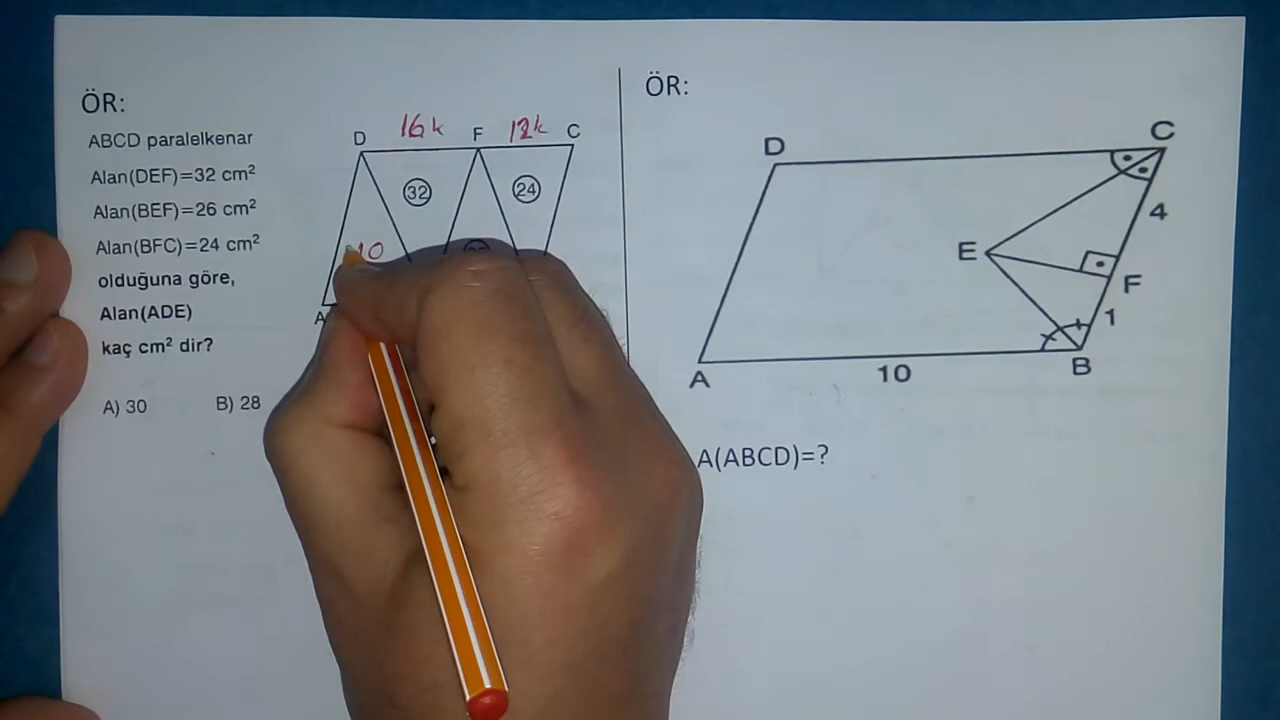 ÖR:
ABCD paralelkenar
Alan(DEF)=32 cm²
Alan(BEF)=26 cm²
Alan(BFC)=24 cm²
olduğuna göre,
Alan(ADE)
kaç cm² dir?
A) 30 B) 28
D 16k F 12k C
32 24
10
A
ÖR:
D C
4
E
F
1
A 10 B
A(ABCD)=?